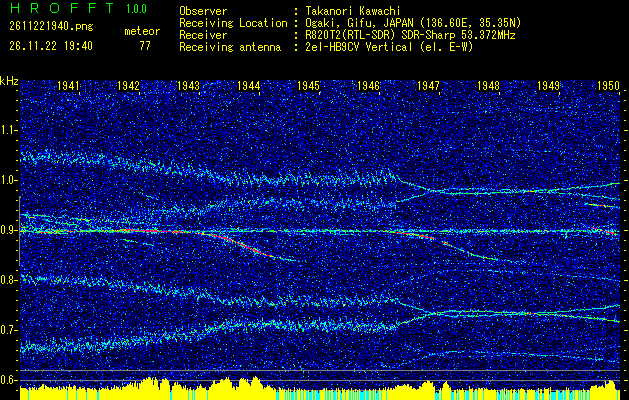 HROFFT 1.0.0
2611221940.png
meteor
26.11.22 19:40 77
Observer : Takanori Kawachi
Receiving Location : Ogaki, Gifu, JAPAN (136.60E, 35.35N)
Receiver : R820T2(RTL-SDR) SDR-Sharp 53.372MHz
Receiving antenna : 2el-HB9CV Vertical (el. E-W)
kHz 1941 1942 1943 1944 1945 1946 1947 1948 1949 1950
1.1
1.0
0.9
0.8
0.7
0.6